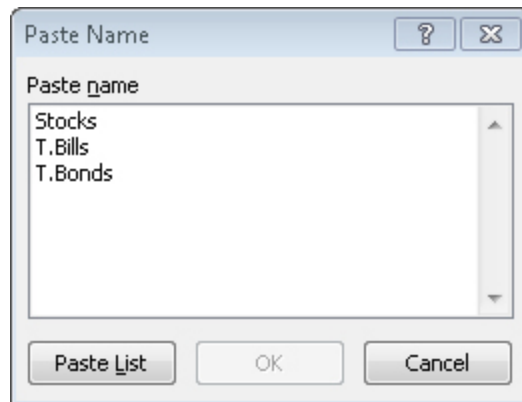 Paste Name
Paste name
Stocks
T.Bills
T.Bonds
Paste List OK Cancel